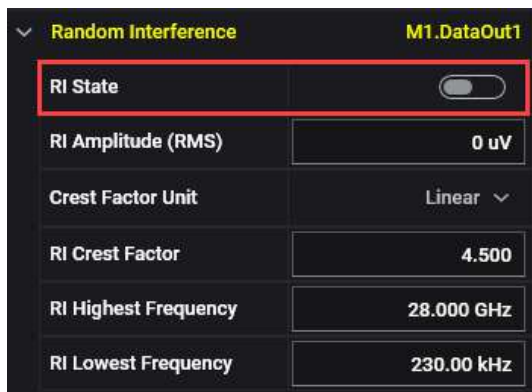 Random Interference M1.DataOut1
RI State
RI Amplitude (RMS) 0 uV
Crest Factor Unit Linear
RI Crest Factor 4.500
RI Highest Frequency 28.000 GHz
RI Lowest Frequency 230.00 kHz